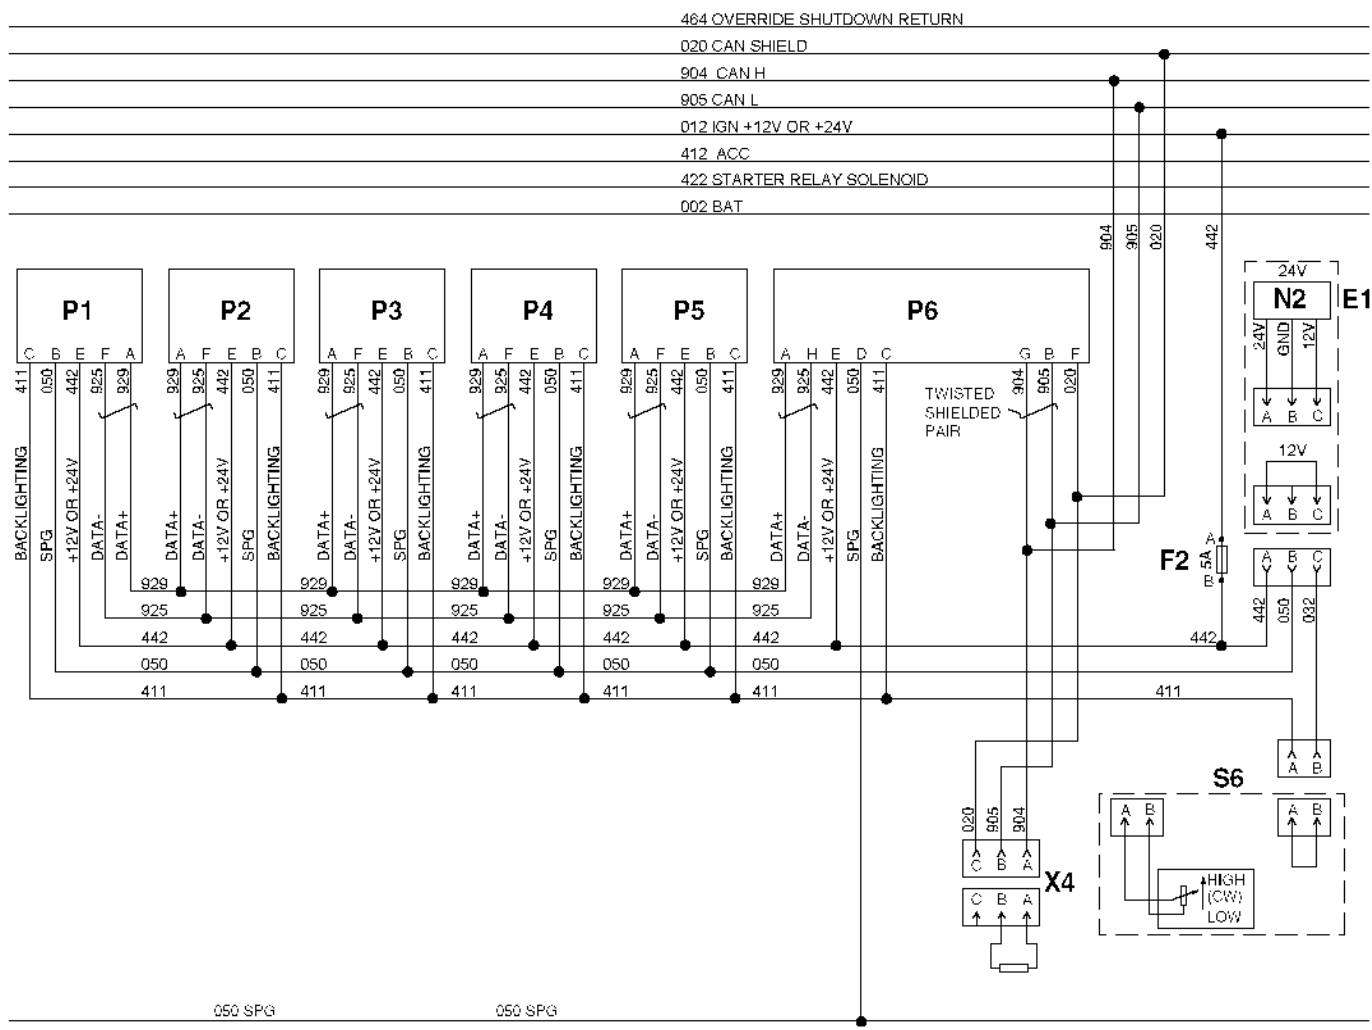 464 OVERRIDE SHUTDOWN RETURN
020 CAN SHIELD
904 CAN H
905 CAN L
012 IGN +12V OR +24V
412 ACC
422 STARTER RELAY SOLENOID
002 BAT
904 905 020 442
P1 P2 P3 P4 P5 P6
24V
N2 E1
24V GND 12V
C B E F A
A F E B C
A F E B C
A F E B C
A F E B C
A H E D C
G B F
411 050 442 925 929
929 925 442 050 411
929 925 442 050 411
929 925 442 050 411
929 925 442 050 411
929 925 442 050 411
904 905 020
TWISTED
SHIELDED
PAIR
A B C
12V
A B C
BACKLIGHTING SPG +12V OR +24V DATA- DATA+
DATA+ DATA- +12V OR +24V SPG BACKLIGHTING
DATA+ DATA- +12V OR +24V SPG BACKLIGHTING
DATA+ DATA- +12V OR +24V SPG BACKLIGHTING
DATA+ DATA- +12V OR +24V SPG BACKLIGHTING
DATA+ DATA- +12V OR +24V SPG BACKLIGHTING
A
F2 5A
B
A B C
442 050 032
929 929 929 929 929
925 925 925 925 925
442 442 442 442 442 442
050 050 050 050 050
411 411 411 411 411 411
A B
S6
A B
A B
HIGH
(CW)
LOW
020 905 904
C B A
X4
C B A
050 SPG 050 SPG